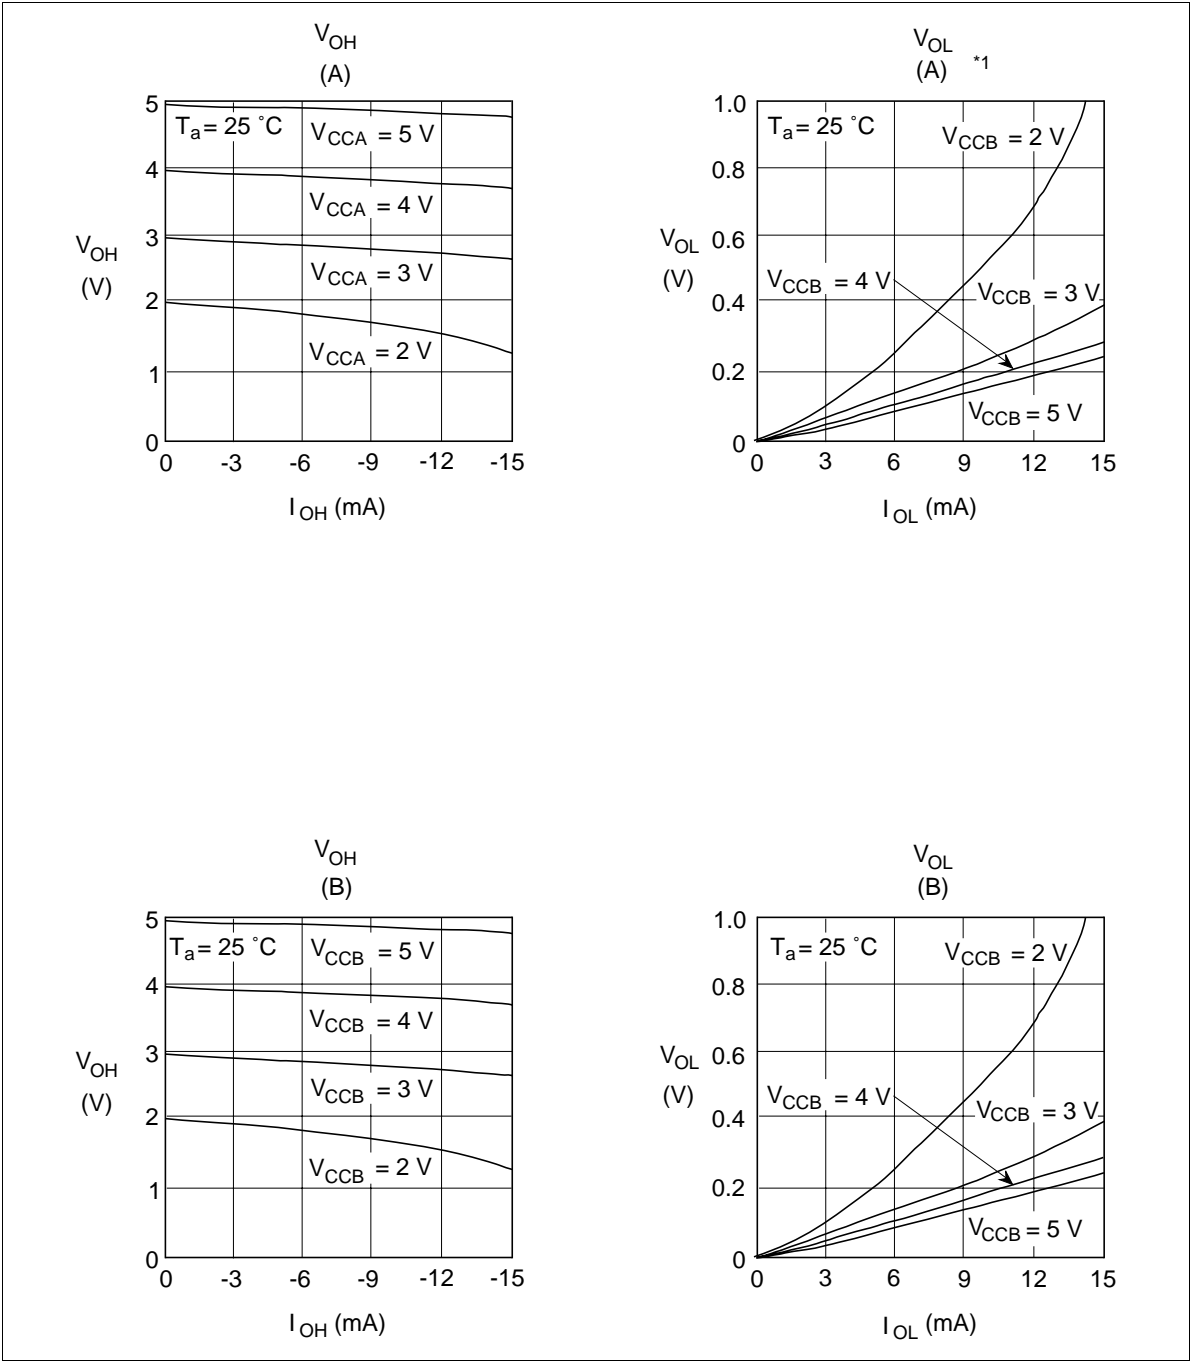 VOH
(A)
5
Ta = 25 ˚C
VCCA = 5 V
4
VCCA = 4 V
3
VOH
(V)
VCCA = 3 V
2
VCCA = 2 V
1
0
0 -3 -6 -9 -12 -15
IOH (mA)
VOL
(A) *1
1.0
Ta = 25 ˚C
VCCB = 2 V
0.8
VOL
(V)
0.6
VCCB = 4 V
VCCB = 3 V
0.4
0.2
VCCB = 5 V
0
0 3 6 9 12 15
IOL (mA)
VOH
(B)
5
Ta = 25 ˚C
VCCB = 5 V
4
VCCB = 4 V
3
VOH
(V)
VCCB = 3 V
2
VCCB = 2 V
1
0
0 -3 -6 -9 -12 -15
IOH (mA)
VOL
(B)
1.0
Ta = 25 ˚C
VCCB = 2 V
0.8
VOL
(V)
0.6
VCCB = 4 V
VCCB = 3 V
0.4
0.2
VCCB = 5 V
0
0 3 6 9 12 15
IOL (mA)